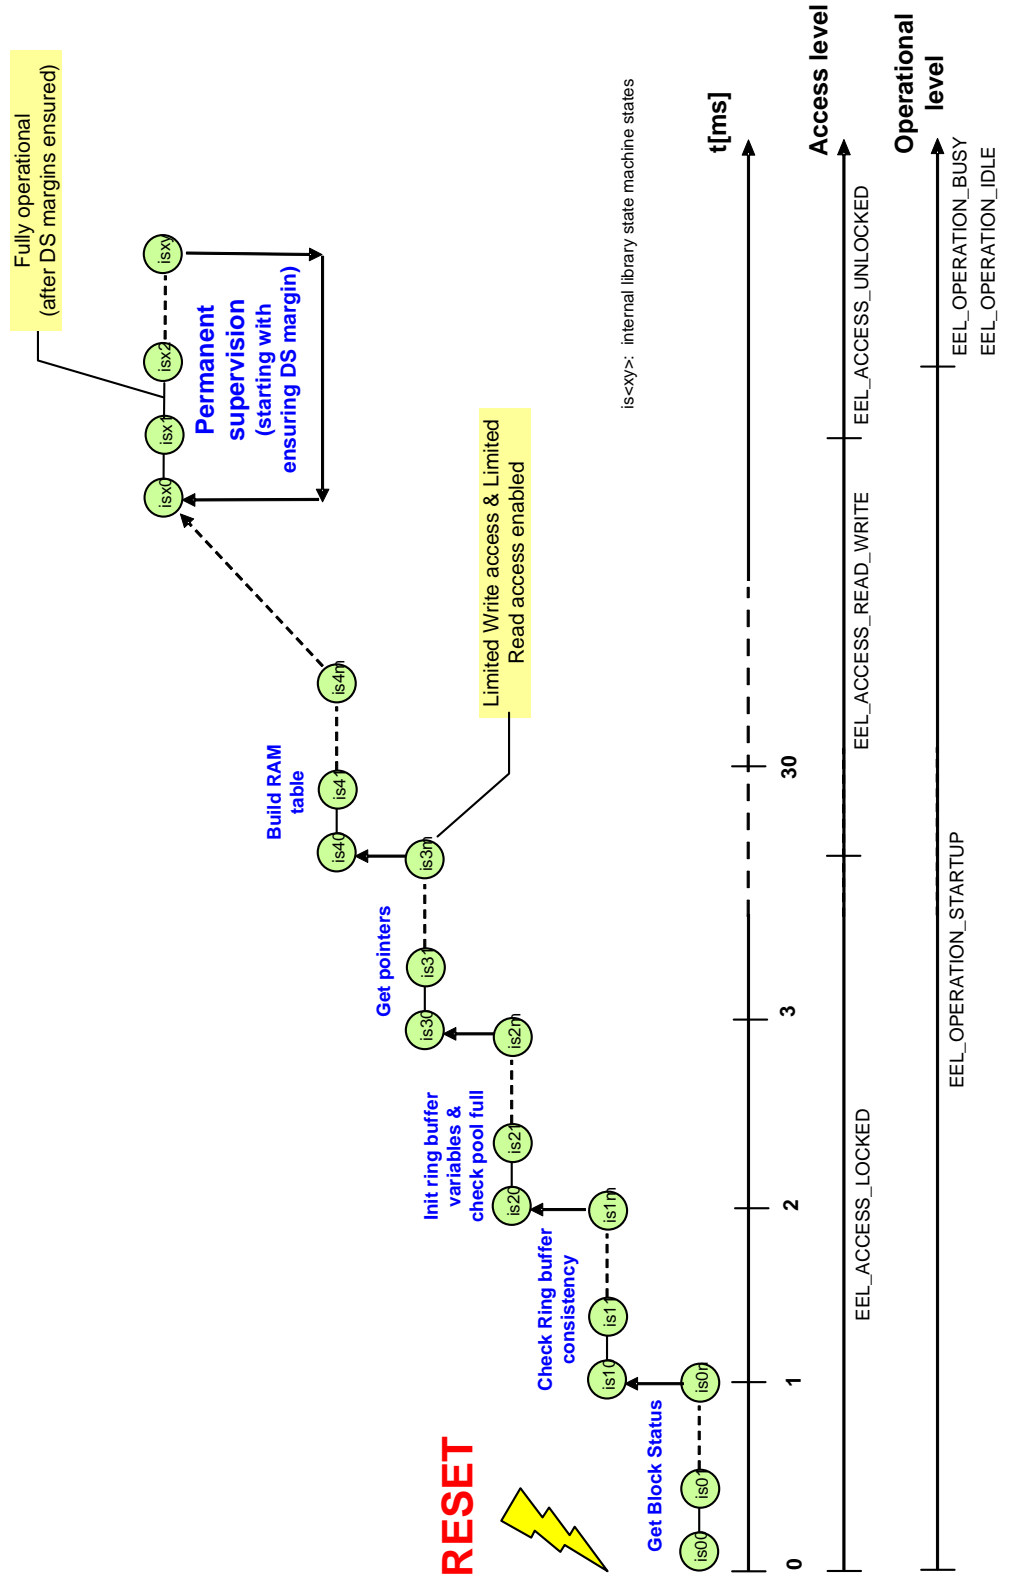 RESET
Get Block Status
is00
is01
is0n
Check Ring buffer
consistency
is10
is11
is1m
Init ring buffer
variables &
check pool full
is20
is21
is2m
Get pointers
is30
is31
is3m
Limited Write access & Limited
Read access enabled
Build RAM
table
is40
is41
is4m
isx0
isx1
isx2
isxy
Permanent
supervision
(starting with
ensuring DS margin)
Fully operational
(after DS margins ensured)
is<xy>: internal library state machine states
t[ms]
0
1
2
3
30
Access level
EEL_ACCESS_LOCKED
EEL_ACCESS_READ_WRITE
EEL_ACCESS_UNLOCKED
Operational
level
EEL_OPERATION_STARTUP
EEL_OPERATION_BUSY
EEL_OPERATION_IDLE